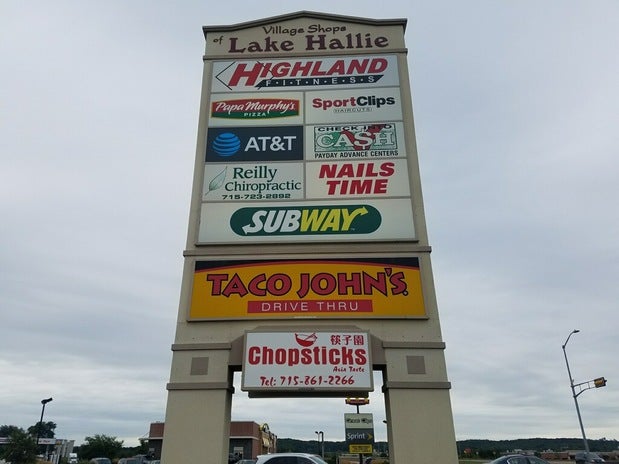 Village Shops
of Lake Hallie
HIGHLAND
FITNESS
Papa Murphy's
PIZZA
SportClips
HAIRCUTS
AT&T
CHECK INTO
CASH
PAYDAY ADVANCE CENTERS
Reilly
Chiropractic
715-723-2892
NAILS
TIME
SUBWAY
TACO JOHN'S
DRIVE THRU
筷子園
Chopsticks
Asia Taste
Tel: 715-861-2266
Sprint